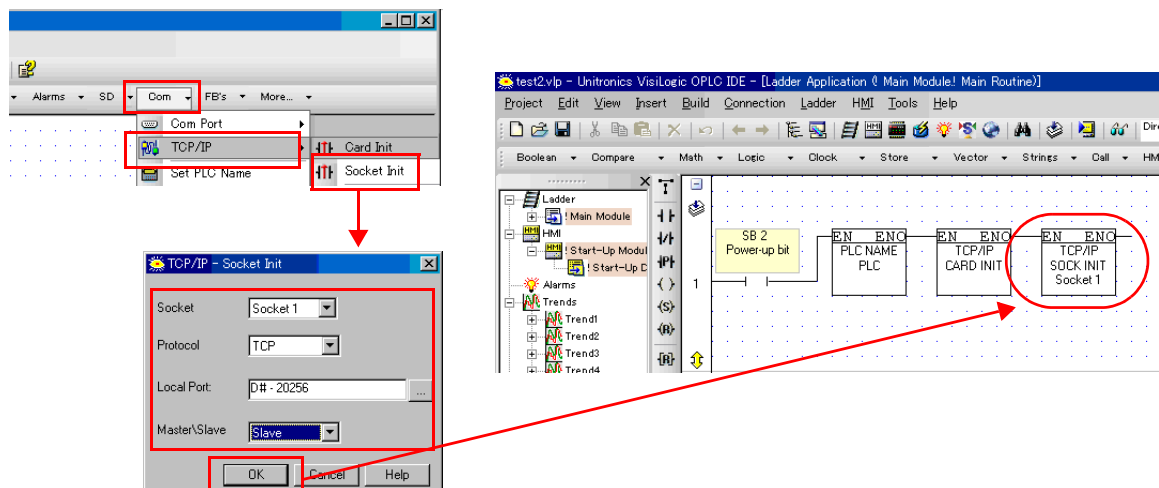 Alarms SD Com FB's More...
Com Port
TCP/IP
Card Init
Set PLC Name
Socket Init
TCP/IP - Socket Init
Socket
Socket 1
Protocol
TCP
Local Port:
D# - 20256
...
Master\Slave
Slave
OK
Cancel
Help
test2.vlp - Unitronics VisiLogic OPLC IDE - [Ladder Application ( Main Module! Main Routine)]
Project Edit View Insert Build Connection Ladder HMI Tools Help
Dire
Boolean Compare Math Logic Clock Store Vector Strings Call HM
Ladder
! Main Module
HMI
! Start-Up Modul
! Start-Up D
Alarms
Trends
Trend1
Trend2
Trend3
Trend4
1
SB 2
Power-up bit
EN ENO
PLC NAME
PLC
EN ENO
TCP/IP
CARD INIT
EN ENO
TCP/IP
SOCK INIT
Socket 1